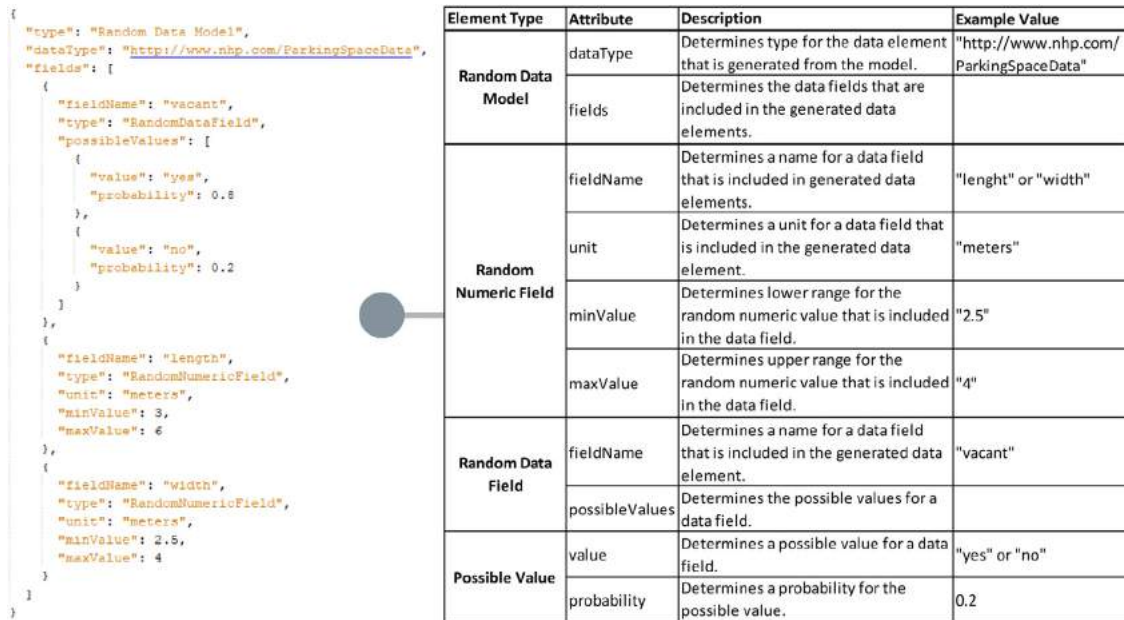 {
"type": "Random Data Model",
"dataType": "http://www.nhp.com/ParkingSpaceData",
"fields": [
{
"fieldName": "vacant",
"type": "RandomDataField",
"possibleValues": [
{
"value": "yes",
"probability": 0.8
},
{
"value": "no",
"probability": 0.2
}
]
},
{
"fieldName": "length",
"type": "RandomNumericField",
"unit": "meters",
"minValue": 3,
"maxValue": 6
},
{
"fieldName": "width",
"type": "RandomNumericField",
"unit": "meters",
"minValue": 2.5,
"maxValue": 4
}
]
}
Element Type Attribute Description Example Value
Random Data
Model
dataType
Determines type for the data element
that is generated from the model.
"http://www.nhp.com/
ParkingSpaceData"
fields
Determines the data fields that are
included in the generated data
elements.
Random
Numeric Field
fieldName
Determines a name for a data field
that is included in generated data
elements.
"lenght" or "width"
unit
Determines a unit for a data field that
is included in the generated data
element.
"meters"
minValue
Determines lower range for the
random numeric value that is included
in the data field.
"2.5"
maxValue
Determines upper range for the
random numeric value that is included
in the data field.
"4"
Random Data
Field
fieldName
Determines a name for a data field
that is included in the generated data
element.
"vacant"
possibleValues
Determines the possible values for a
data field.
Possible Value
value
Determines a possible value for a data
field.
"yes" or "no"
probability
Determines a probability for the
possible value.
0.2